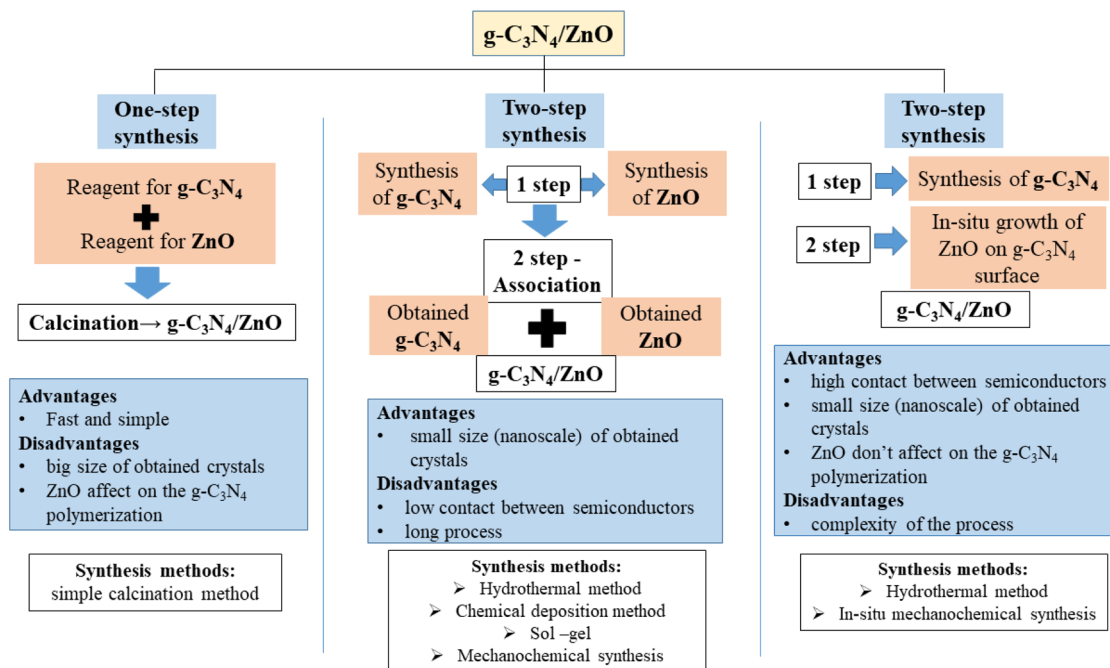 g-C₃N₄/ZnO
One-step
synthesis
Reagent for g-C₃N₄
Reagent for ZnO
Calcination→ g-C₃N₄/ZnO
Advantages
• Fast and simple
Disadvantages
• big size of obtained crystals
• ZnO affect on the g-C₃N₄
polymerization
Synthesis methods:
simple calcination method
Two-step
synthesis
Synthesis
of g-C₃N₄
1 step
Synthesis
of ZnO
2 step -
Association
Obtained
g-C₃N₄
Obtained
ZnO
g-C₃N₄/ZnO
Advantages
• small size (nanoscale) of obtained
crystals
Disadvantages
• low contact between semiconductors
• long process
Synthesis methods:
➢ Hydrothermal method
➢ Chemical deposition method
➢ Sol –gel
➢ Mechanochemical synthesis
Two-step
synthesis
1 step
Synthesis of g-C₃N₄
2 step
In-situ growth of
ZnO on g-C₃N₄
surface
g-C₃N₄/ZnO
Advantages
• high contact between semiconductors
• small size (nanoscale) of obtained
crystals
• ZnO don’t affect on the g-C₃N₄
polymerization
Disadvantages
• complexity of the process
Synthesis methods:
➢ Hydrothermal method
➢ In-situ mechanochemical synthesis